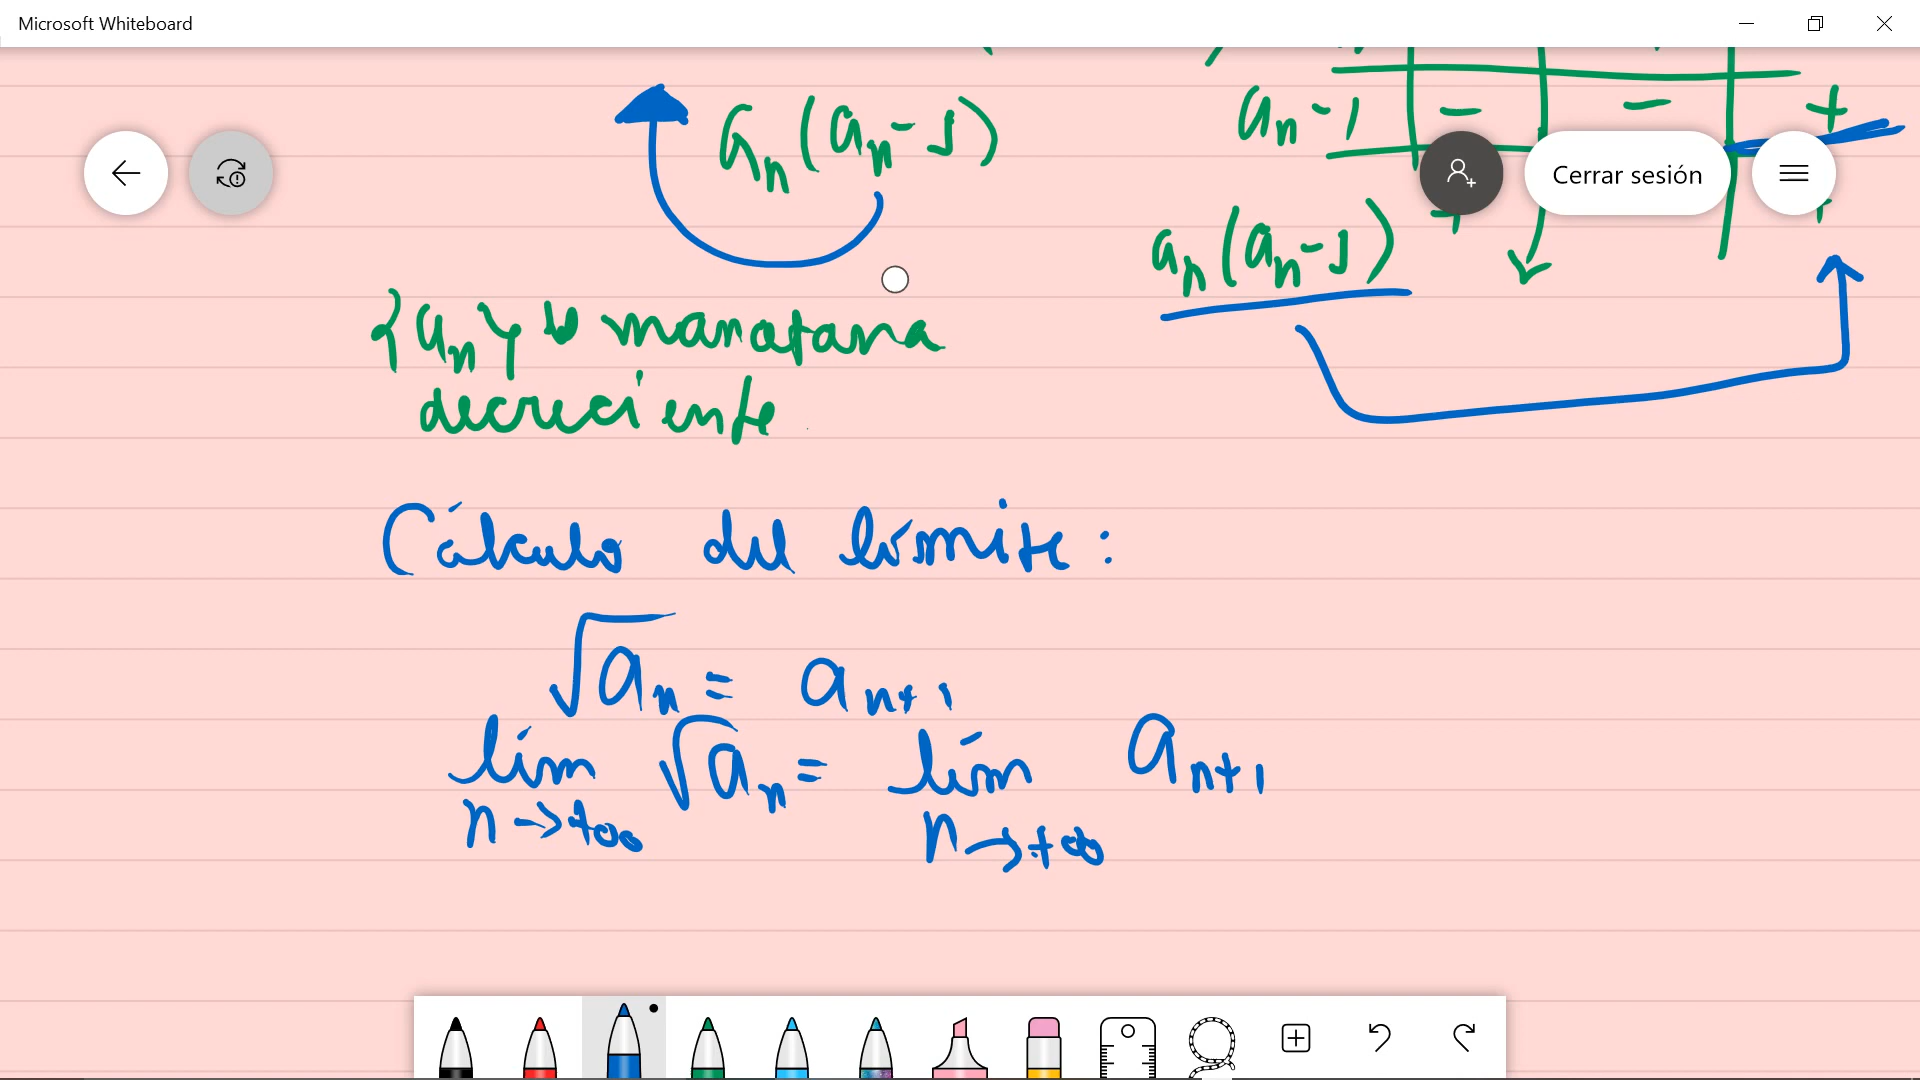 Microsoft Whiteboard
an - 1 | - | - | +
an (an - 1)
Cerrar sesión
an (an - 1)
{an} monótona
decreciente
Cálculo del límite:
√an = an+1
lím √an = lím an+1
n→+∞ n→+∞